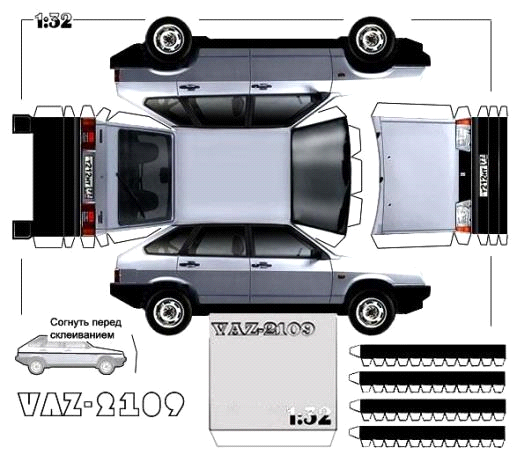 1:32
Согнуть перед
склеиванием
VAZ-2109
VAZ-2109
1:32